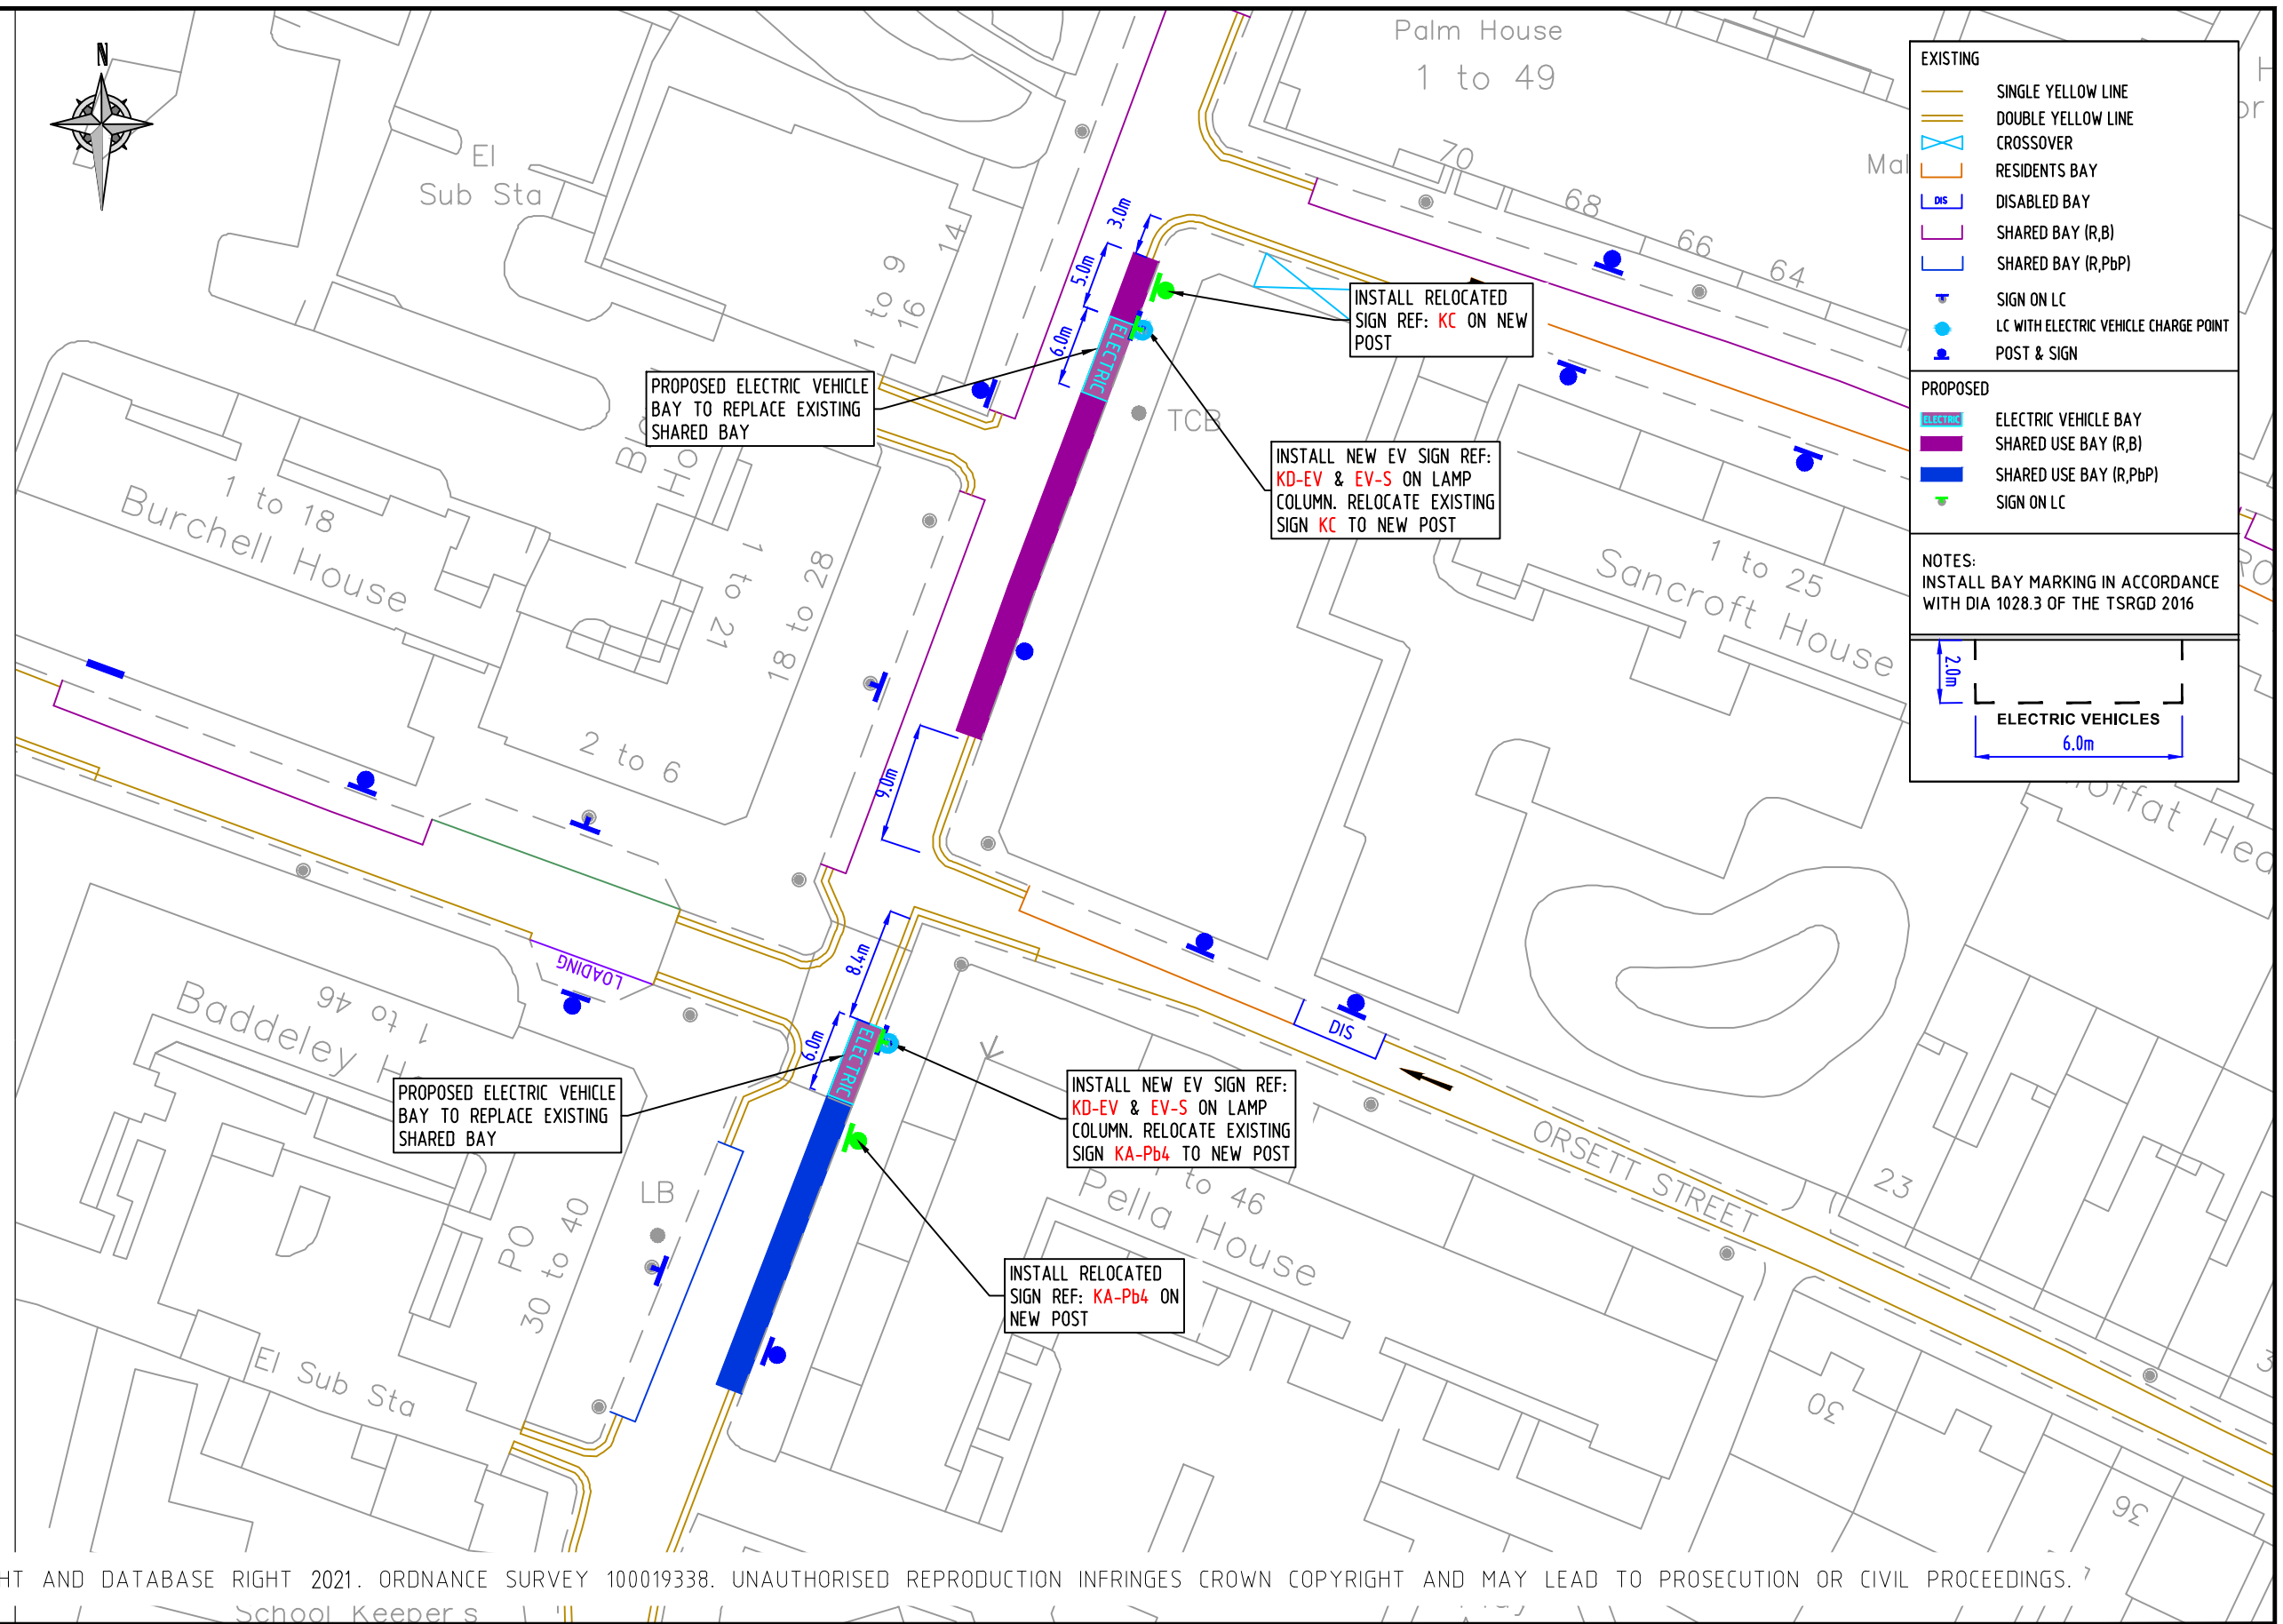 N
Palm House
1 to 49
El
Sub Sta
70
68
66
64
1 to 9
16
14
3.0m
5.0m
6.0m
ELECTRIC
TCB
INSTALL RELOCATED
SIGN REF: KC ON NEW
POST
PROPOSED ELECTRIC VEHICLE
BAY TO REPLACE EXISTING
SHARED BAY
INSTALL NEW EV SIGN REF:
KD-EV & EV-S ON LAMP
COLUMN. RELOCATE EXISTING
SIGN KC TO NEW POST
1 to 18
Burchell House
1 to 21
18 to 28
2 to 6
1 to 25
Sancroft House
9.0m
8.4m
6.0m
ELECTRIC
LOADING
DIS
1 to 46
Baddeley
PROPOSED ELECTRIC VEHICLE
BAY TO REPLACE EXISTING
SHARED BAY
INSTALL NEW EV SIGN REF:
KD-EV & EV-S ON LAMP
COLUMN. RELOCATE EXISTING
SIGN KA-Pb4 TO NEW POST
to 46
Pella House
ORSETT STREET
23
LB
PO
30 to 40
INSTALL RELOCATED
SIGN REF: KA-Pb4 ON
NEW POST
El Sub Sta
30
36
EXISTING
SINGLE YELLOW LINE
DOUBLE YELLOW LINE
CROSSOVER
RESIDENTS BAY
DIS DISABLED BAY
SHARED BAY (R,B)
SHARED BAY (R,PbP)
SIGN ON LC
LC WITH ELECTRIC VEHICLE CHARGE POINT
POST & SIGN
PROPOSED
ELECTRIC ELECTRIC VEHICLE BAY
SHARED USE BAY (R,B)
SHARED USE BAY (R,PbP)
SIGN ON LC
NOTES:
INSTALL BAY MARKING IN ACCORDANCE
WITH DIA 1028.3 OF THE TSRGD 2016
2.0m
ELECTRIC VEHICLES
6.0m
AND DATABASE RIGHT 2021. ORDNANCE SURVEY 100019338. UNAUTHORISED REPRODUCTION INFRINGES CROWN COPYRIGHT AND MAY LEAD TO PROSECUTION OR CIVIL PROCEEDINGS.
School Keeper's